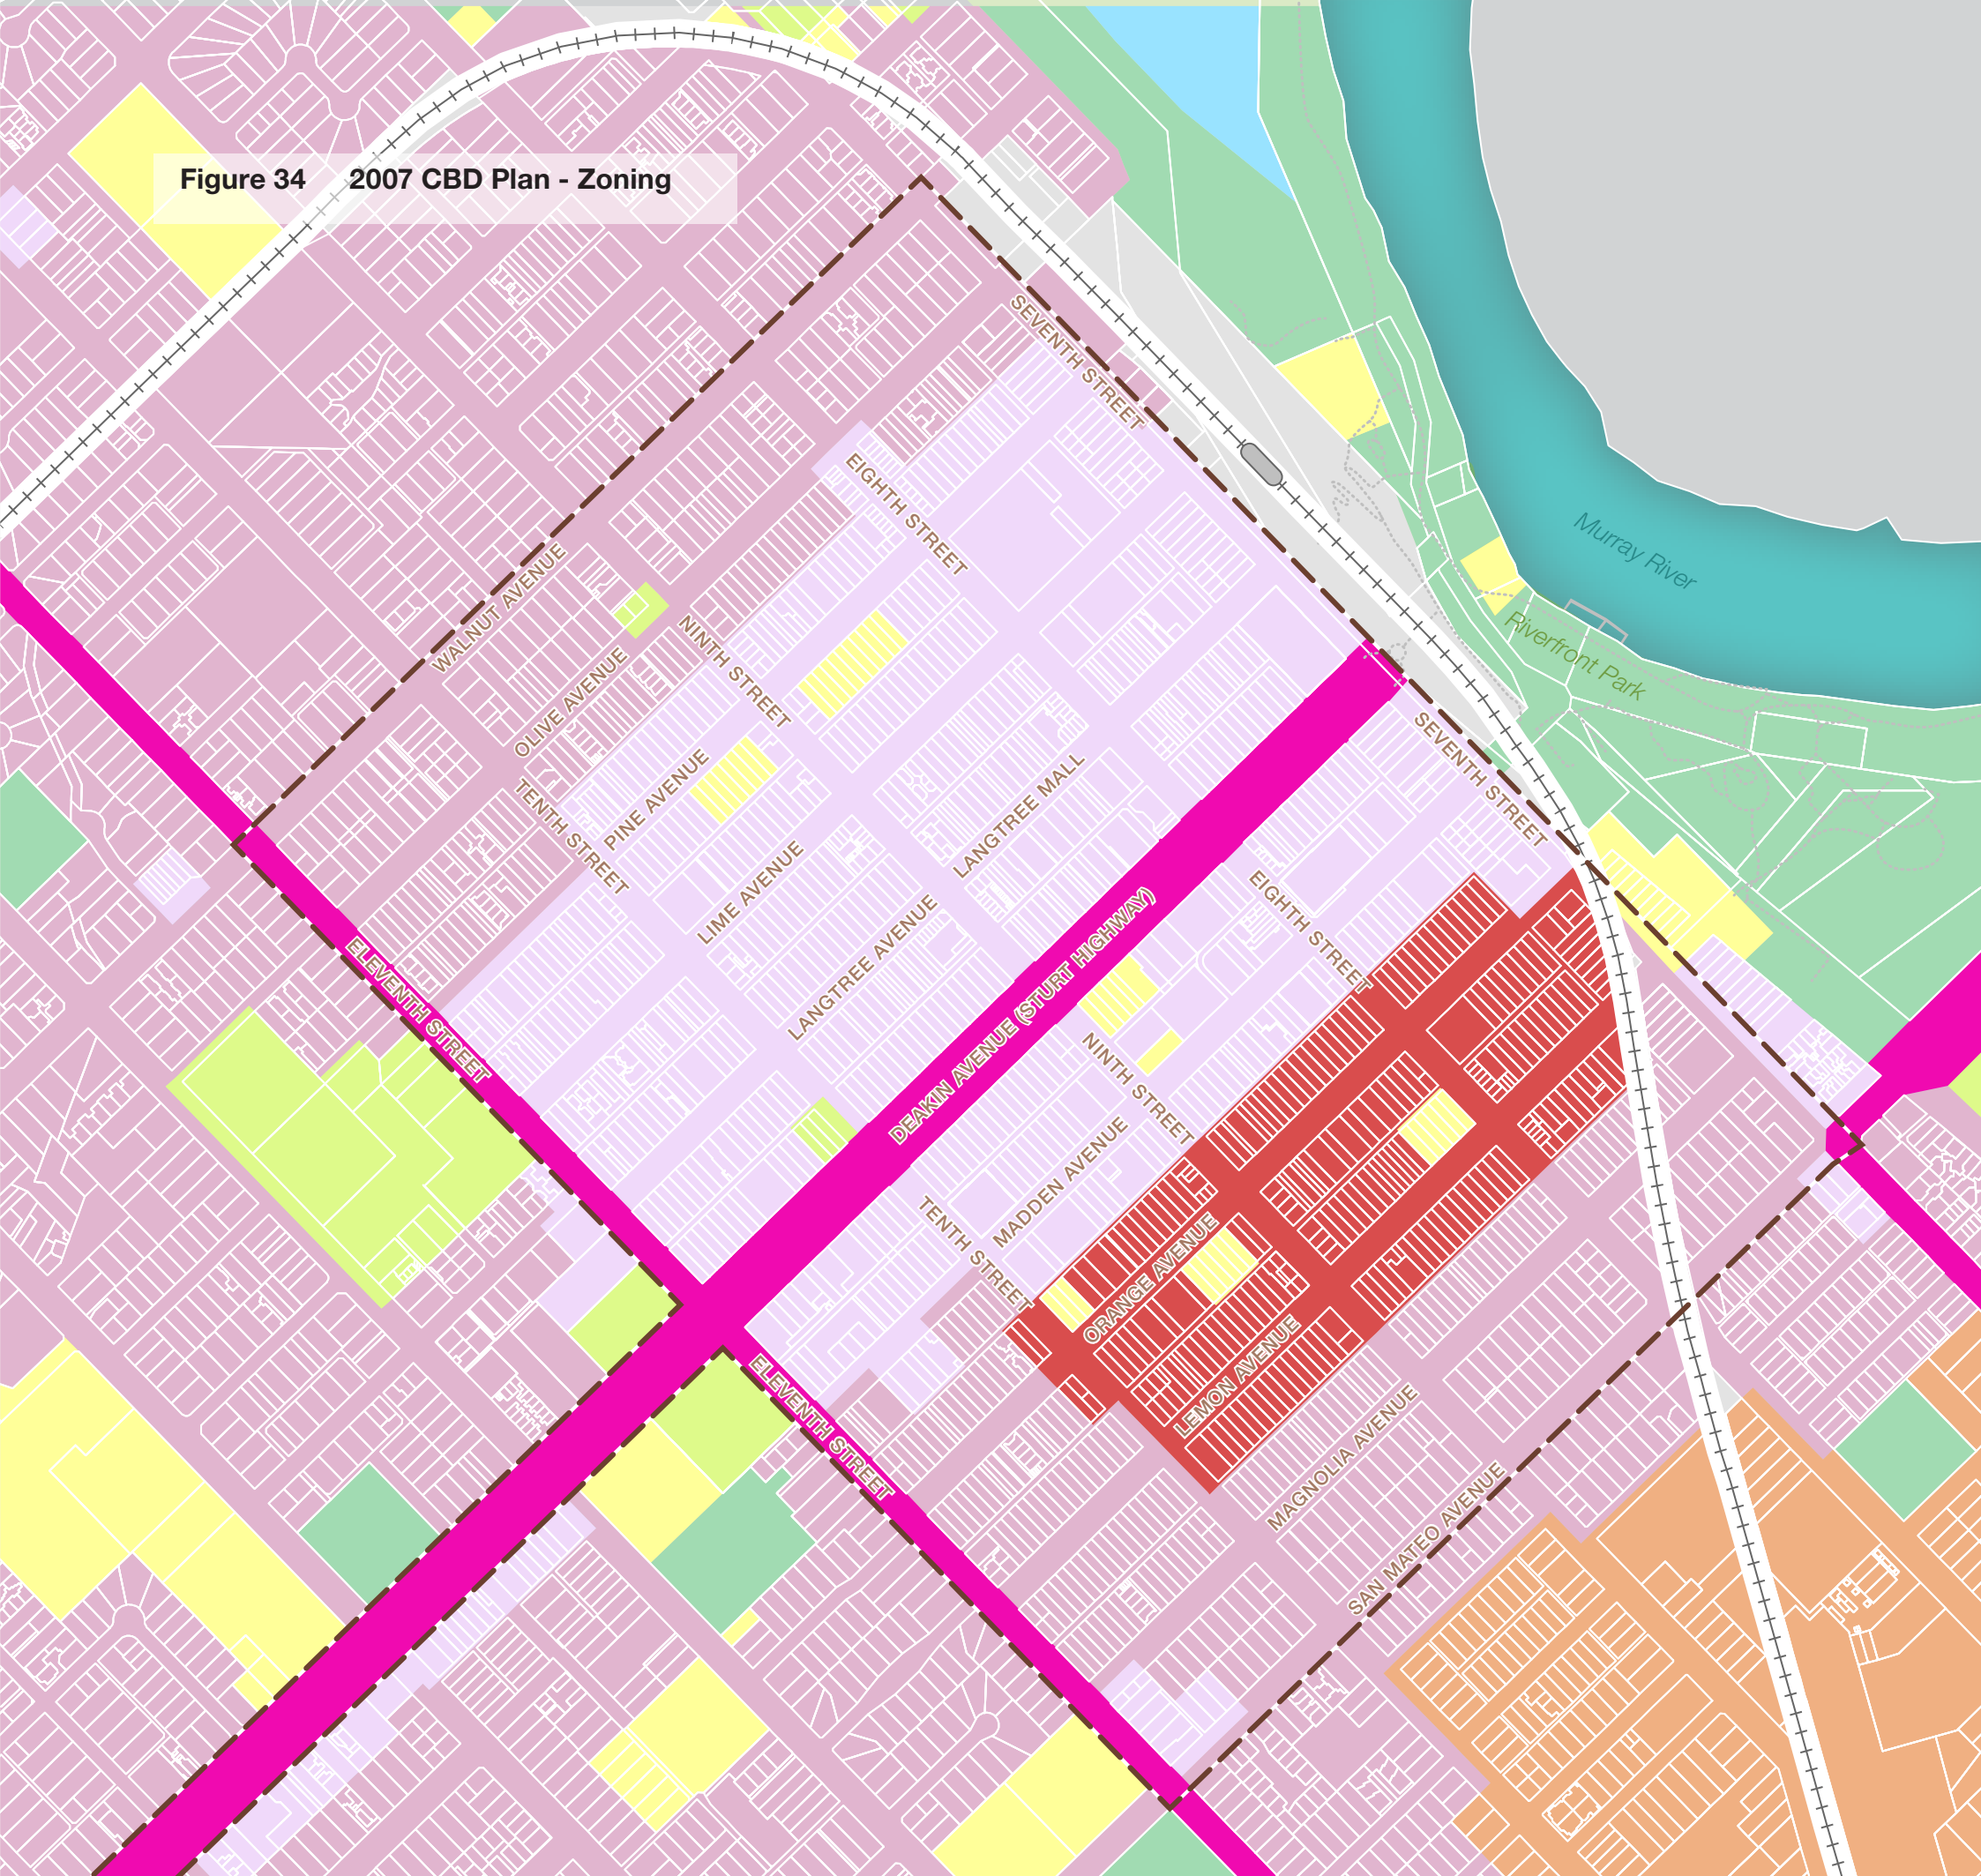 Figure 34 2007 CBD Plan - Zoning
SEVENTH STREET
EIGHTH STREET
WALNUT AVENUE
Murray River
Riverfront Park
NINTH STREET
OLIVE AVENUE
PINE AVENUE
TENTH STREET
LANGTREE MALL
SEVENTH STREET
LIME AVENUE
LANGTREE AVENUE
EIGHTH STREET
DEAKIN AVENUE (STURT HIGHWAY)
ELEVENTH STREET
NINTH STREET
MADDEN AVENUE
TENTH STREET
ORANGE AVENUE
LEMON AVENUE
ELEVENTH STREET
MAGNOLIA AVENUE
SAN MATEO AVENUE